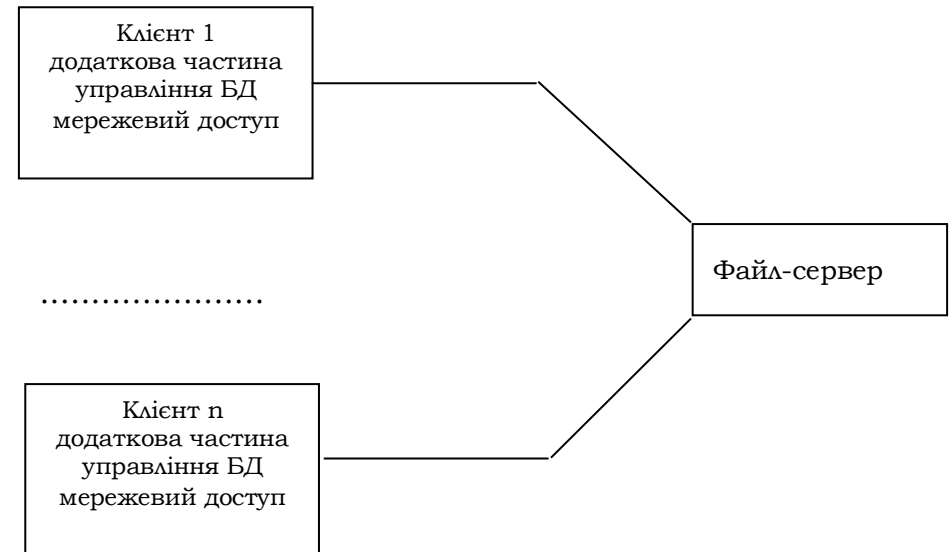 Клієнт 1
додаткова частина
управління БД
мережевий доступ
Файл-сервер
......................
Клієнт n
додаткова частина
управління БД
мережевий доступ